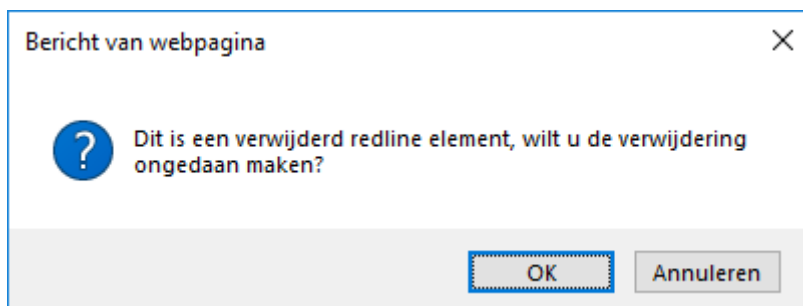 Bericht van webpagina
Dit is een verwijderd redline element, wilt u de verwijdering
ongedaan maken?
OK
Annuleren